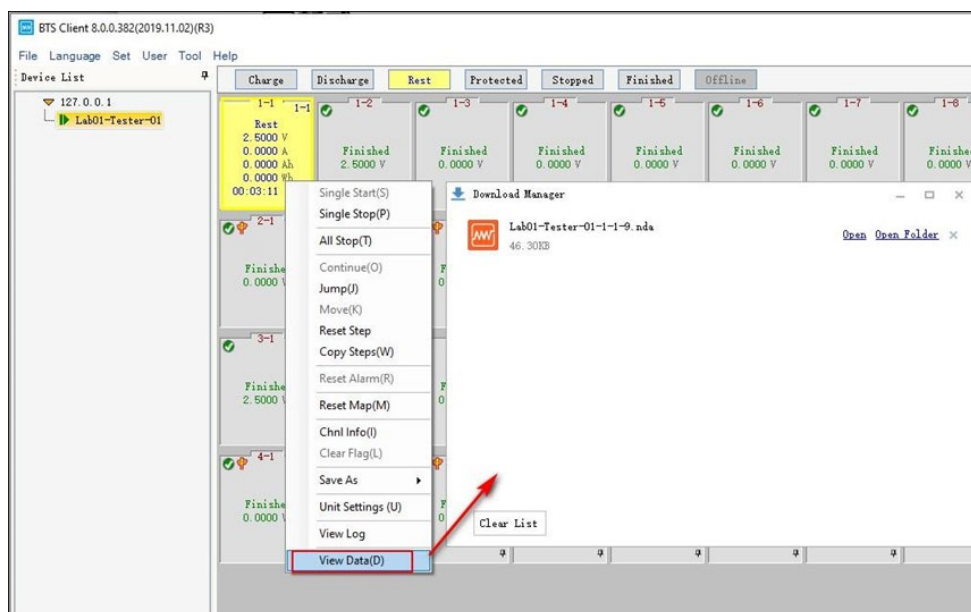 BTS Client 8.0.0.382(2019.11.02)(R3)
File Language Set User Tool Help
Device List
Charge Discharge Rest Protected Stopped Finished Offline
127.0.0.1
Lab01-Tester-01
1-1 1-1 1-2 1-3 1-4 1-5 1-6 1-7 1-8
Rest
2.5000 V
0.0000 A
0.0000 Ah
0.0000 Wh
00:03:11
Finished Finished Finished Finished Finished Finished
2.5000 V 0.0000 V 0.0000 V 0.0000 V 0.0000 V 0.0000 V 0.0000 V
2-1
0.0000
3-1
2.5000
4-1
0.0000
Single Start(S)
Single Stop(P)
All Stop(T)
Continue(O)
Jump(J)
Move(K)
Reset Step
Copy Steps(W)
Reset Alarm(R)
Reset Map(M)
Chnl Info(I)
Clear Flag(L)
Save As
Unit Settings (U)
View Log
View Data(D)
Download Manager
Lab01-Tester-01-1-1-9.nda
46.30KB
Open Open Folder
Clear List